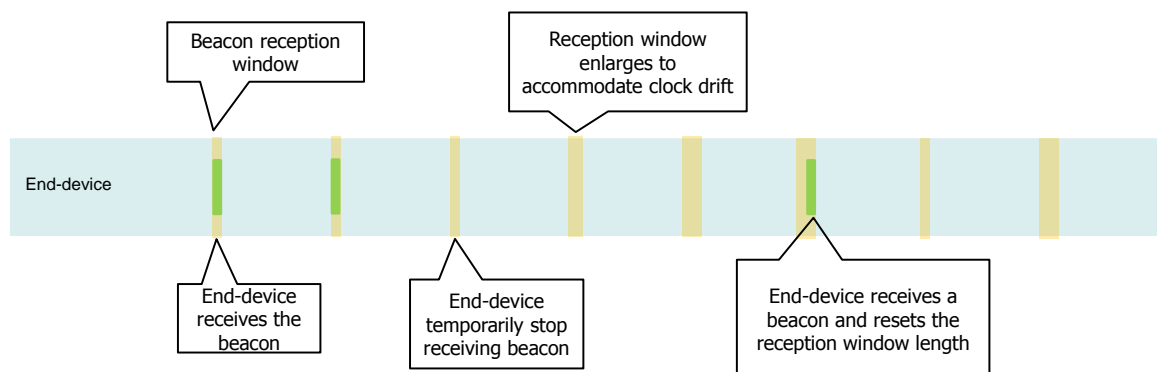 Beacon reception
window
Reception window
enlarges to
accommodate clock drift
End-device
End-device
receives the
beacon
End-device
temporarily stop
receiving beacon
End-device receives a
beacon and resets the
reception window length